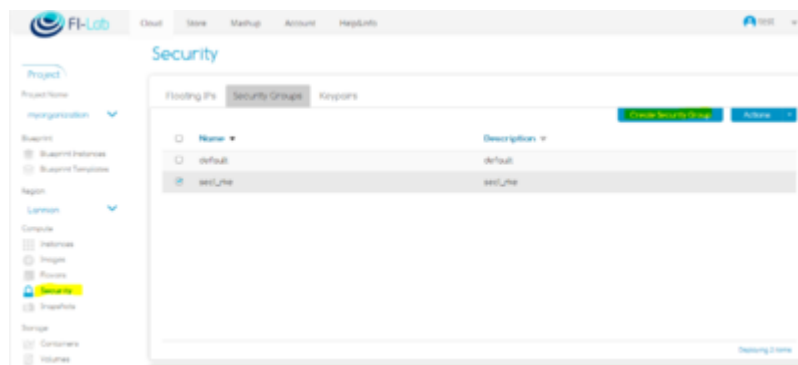 FI-Lab
Cloud Store Mashup Account Help&Info
Security
Project
Project Name
myorganization
Blueprint
Blueprint Instances
Blueprint Templates
Region
Lannion
Compute
Instances
Images
Flavors
Security
Snapshots
Storage
Containers
Volumes
Floating IPs Security Groups Keypairs
Create Security Group Actions
Name Description
default default
Displaying 2 items